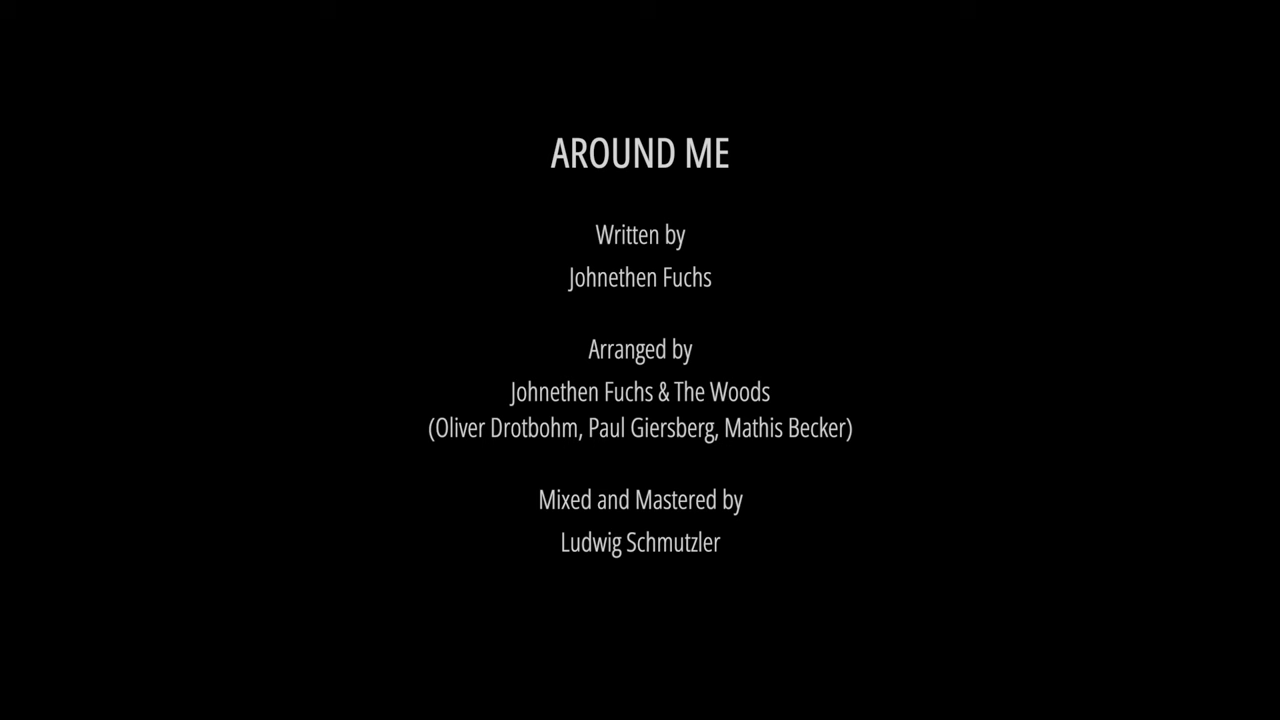 AROUND ME
Written by
Johnethen Fuchs
Arranged by
Johnethen Fuchs & The Woods
(Oliver Drotbohm, Paul Giersberg, Mathis Becker)
Mixed and Mastered by
Ludwig Schmutzler